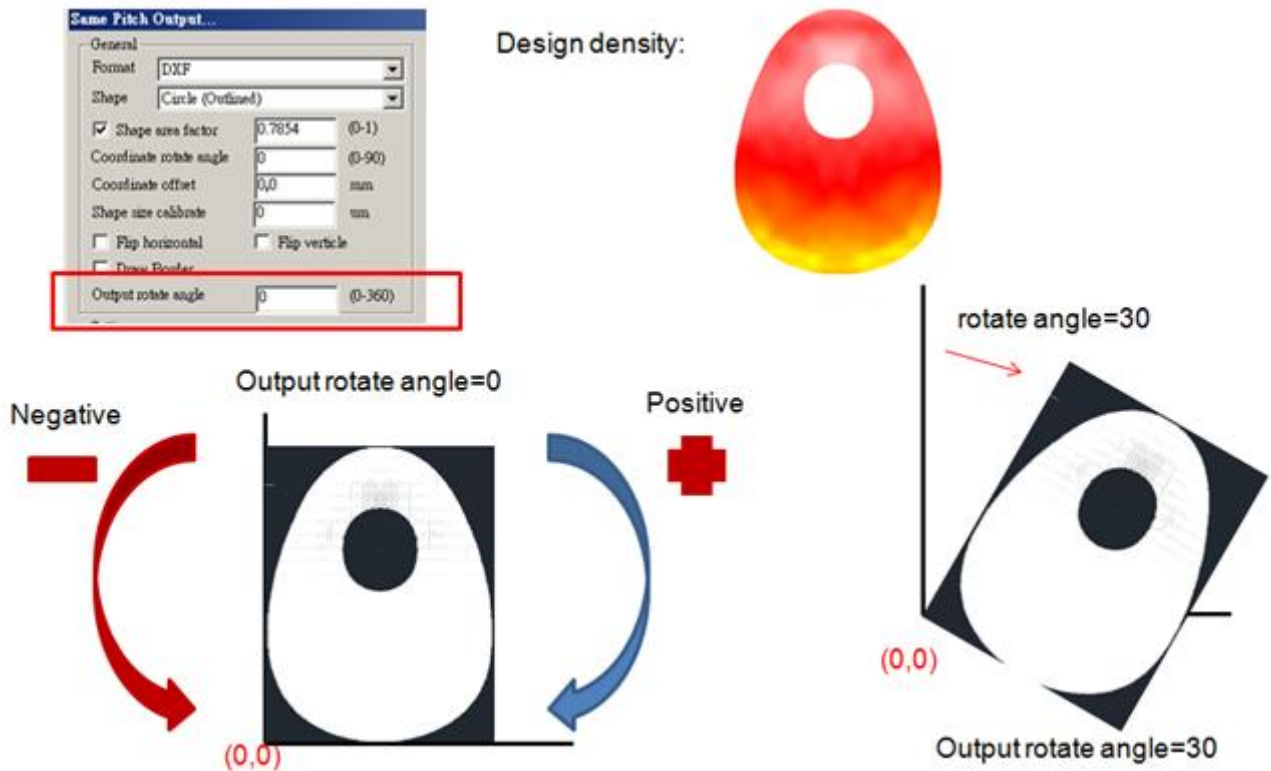 Same Pitch Output...
General
Format DXF
Shape Circle (Outlined)
Shape area factor 0.7854 (0-1)
Coordinate rotate angle 0 (0-90)
Coordinate offset 0,0 mm
Shape size calibrate 0 um
Flip horizontal Flip verticle
Draw Border
Output rotate angle 0 (0-360)
Design density:
rotate angle=30
Output rotate angle=0
Negative
Positive
(0,0)
(0,0)
Output rotate angle=30